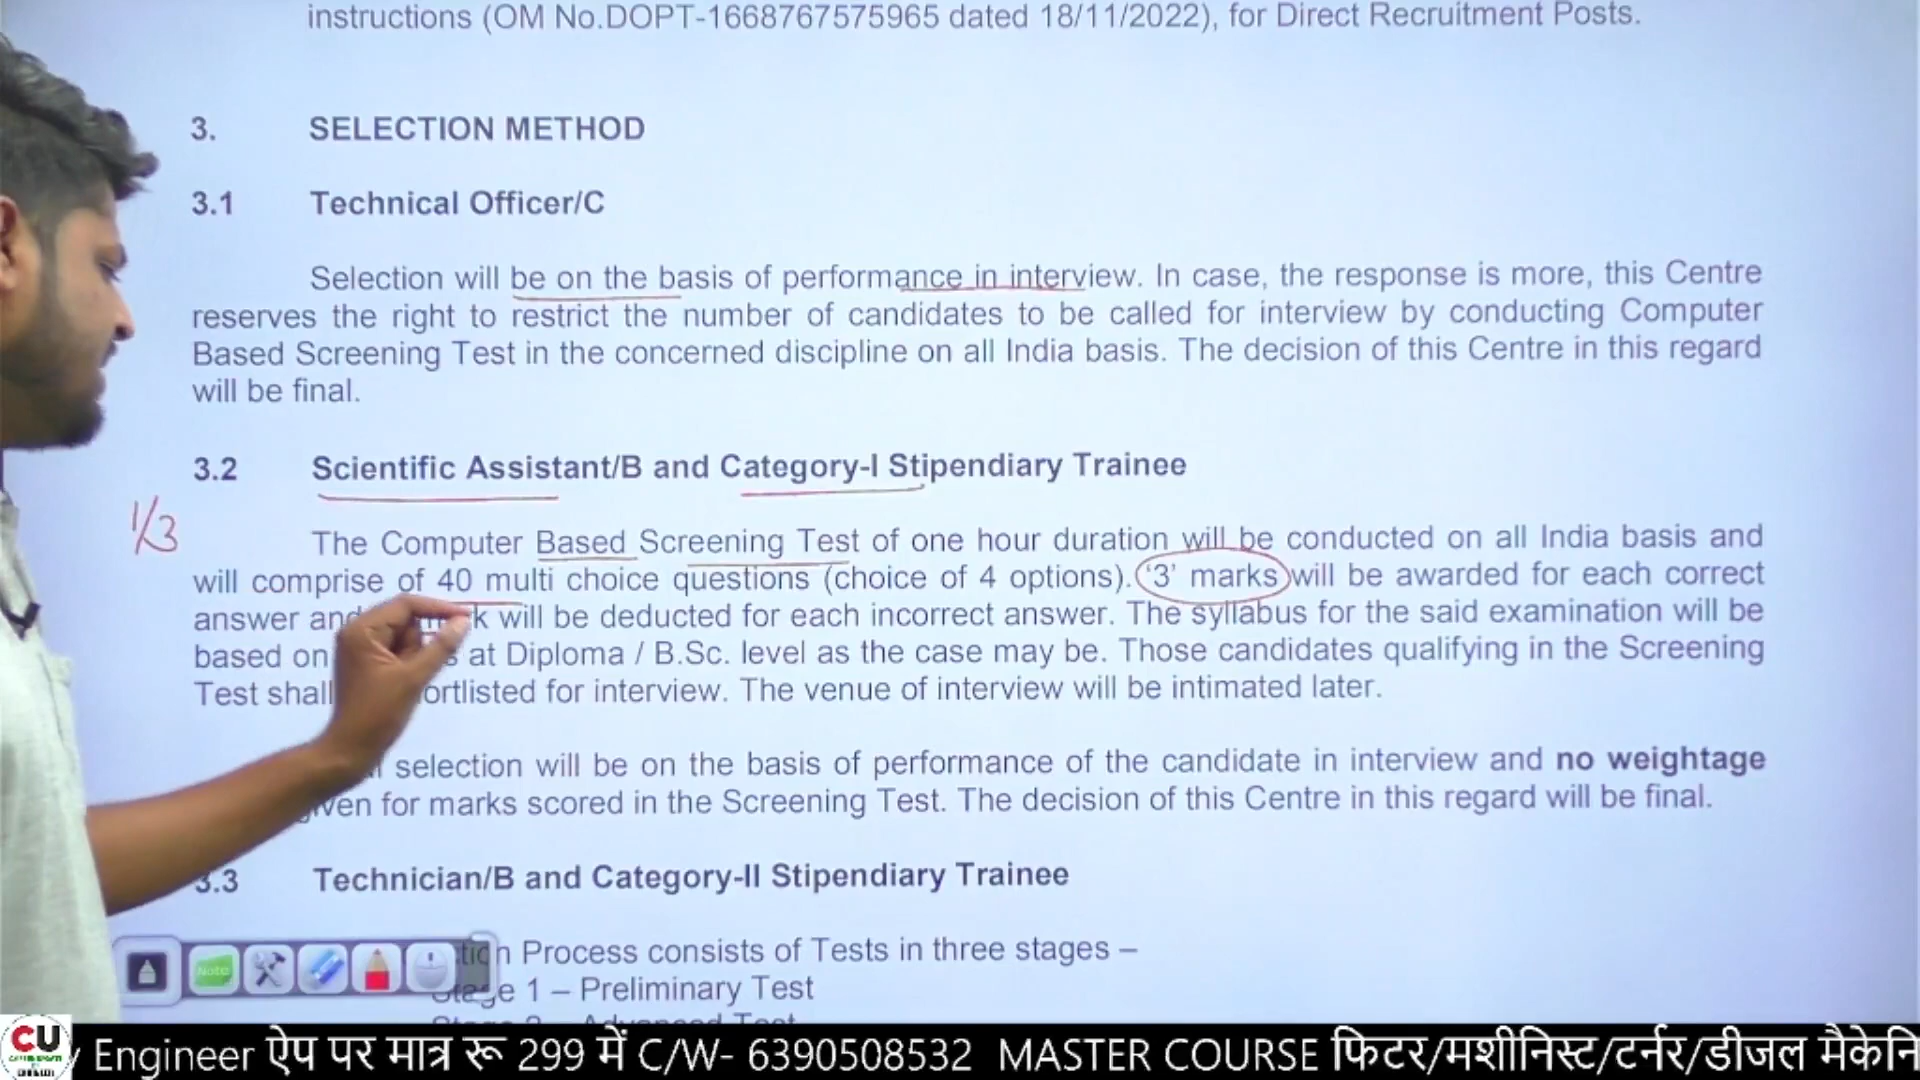 instructions (OM No.DOPT-1668767575965 dated 18/11/2022), for Direct Recruitment Posts.
3. SELECTION METHOD
3.1 Technical Officer/C
Selection will be on the basis of performance in interview. In case, the response is more, this Centre
reserves the right to restrict the number of candidates to be called for interview by conducting Computer
Based Screening Test in the concerned discipline on all India basis. The decision of this Centre in this regard
will be final.
3.2 Scientific Assistant/B and Category-I Stipendiary Trainee
1/3
The Computer Based Screening Test of one hour duration will be conducted on all India basis and
will comprise of 40 multi choice questions (choice of 4 options). '3' marks will be awarded for each correct
answer and will be deducted for each incorrect answer. The syllabus for the said examination will be
based on at Diploma / B.Sc. level as the case may be. Those candidates qualifying in the Screening
Test shall for interview. The venue of interview will be intimated later.
selection will be on the basis of performance of the candidate in interview and no weightage
for marks scored in the Screening Test. The decision of this Centre in this regard will be final.
3.3 Technician/B and Category-II Stipendiary Trainee
Process consists of Tests in three stages –
1 – Preliminary Test
Note
CU
Engineer ऐप पर मात्र रू 299 में C/W- 6390508532 MASTER COURSE फिटर/मशीनिस्ट/टर्नर/डीजल